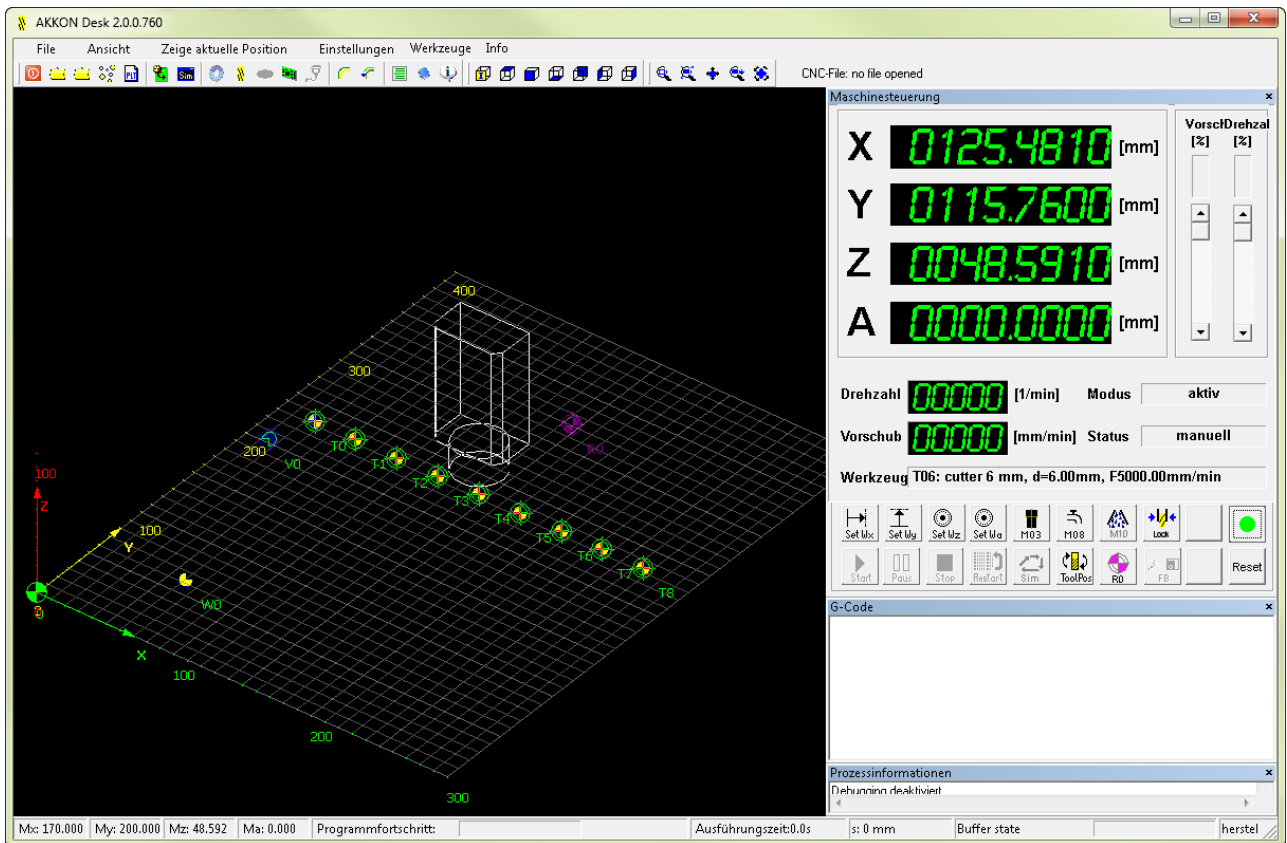 AKKON Desk 2.0.0.760
File Ansicht Zeige aktuelle Position Einstellungen Werkzeuge Info
PLT Sim CNC-File: no file opened
Maschinesteuerung
X 0125.4810 [mm]
Y 0115.7600 [mm]
Z 0048.5910 [mm]
A 0000.0000 [mm]
VorschDrehzal
[%] [%]
Drehzahl 00000 [1/min] Modus aktiv
Vorschub 00000 [mm/min] Status manuell
Werkzeug T06: cutter 6 mm, d=6.00mm, F5000.00mm/min
Set Wx Set Wy Set Wz Set Wa M03 M08 M10 Lock
Start Paus Stop Restart Sim ToolPos R0 FB Reset
G-Code
Prozessinformationen
Debugging deaktiviert
400
300
200
100
Y
100
Z
V0
T0
T1
T2
T3
T4
T5
T6
T7
T8
R0
W0
X
100
200
300
Mx: 170.000 My: 200.000 Mz: 48.592 Ma: 0.000 Programmfortschritt: Ausführungszeit:0.0s s: 0 mm Buffer state herstel